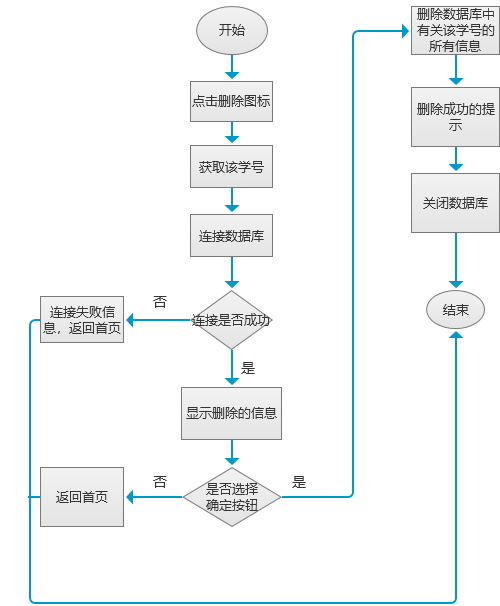 开始
点击删除图标
获取该学号
连接数据库
连接是否成功
否
连接失败信
息，返回首页
是
显示删除的信息
是否选择
确定按钮
否
返回首页
是
删除数据库中
有关该学号的
所有信息
删除成功的提
示
关闭数据库
结束